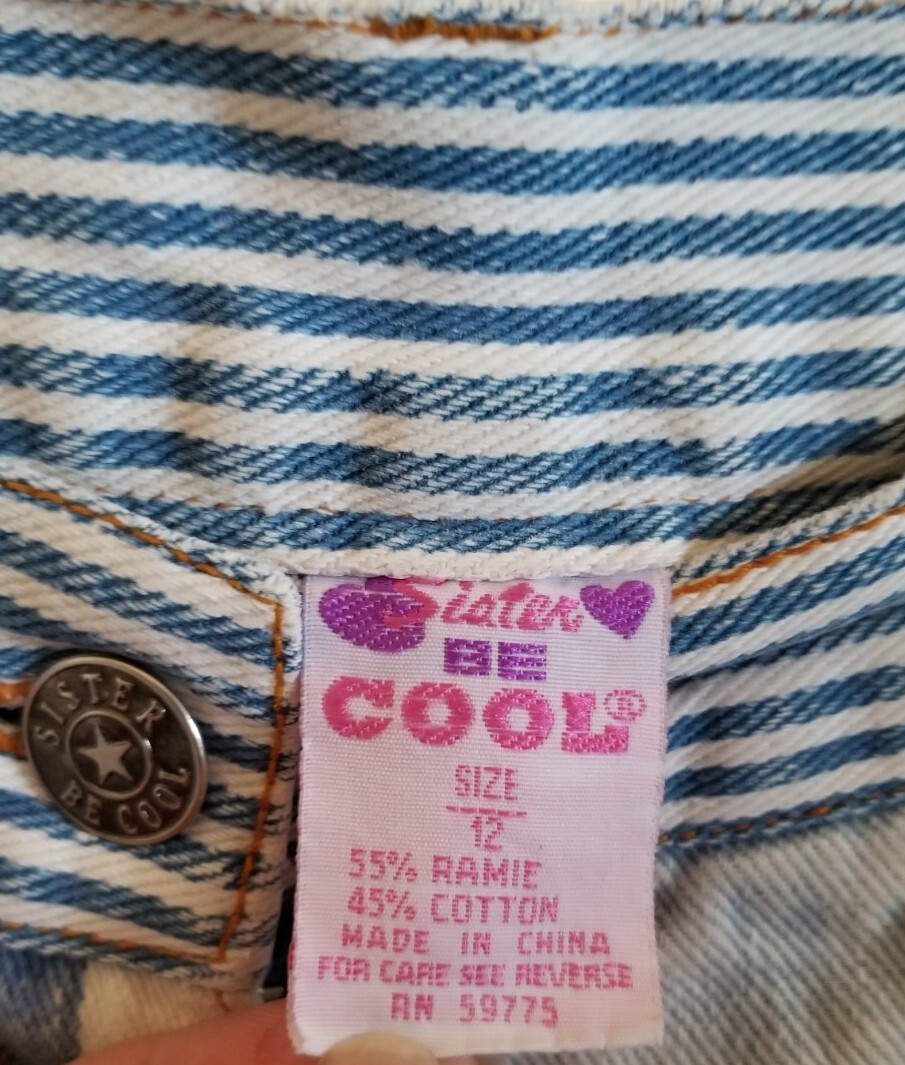 Sister
BE
COOL®
SIZE
12
55% RAMIE
45% COTTON
MADE IN CHINA
FOR CARE SEE REVERSE
RN 59775
SISTER
BE COOL